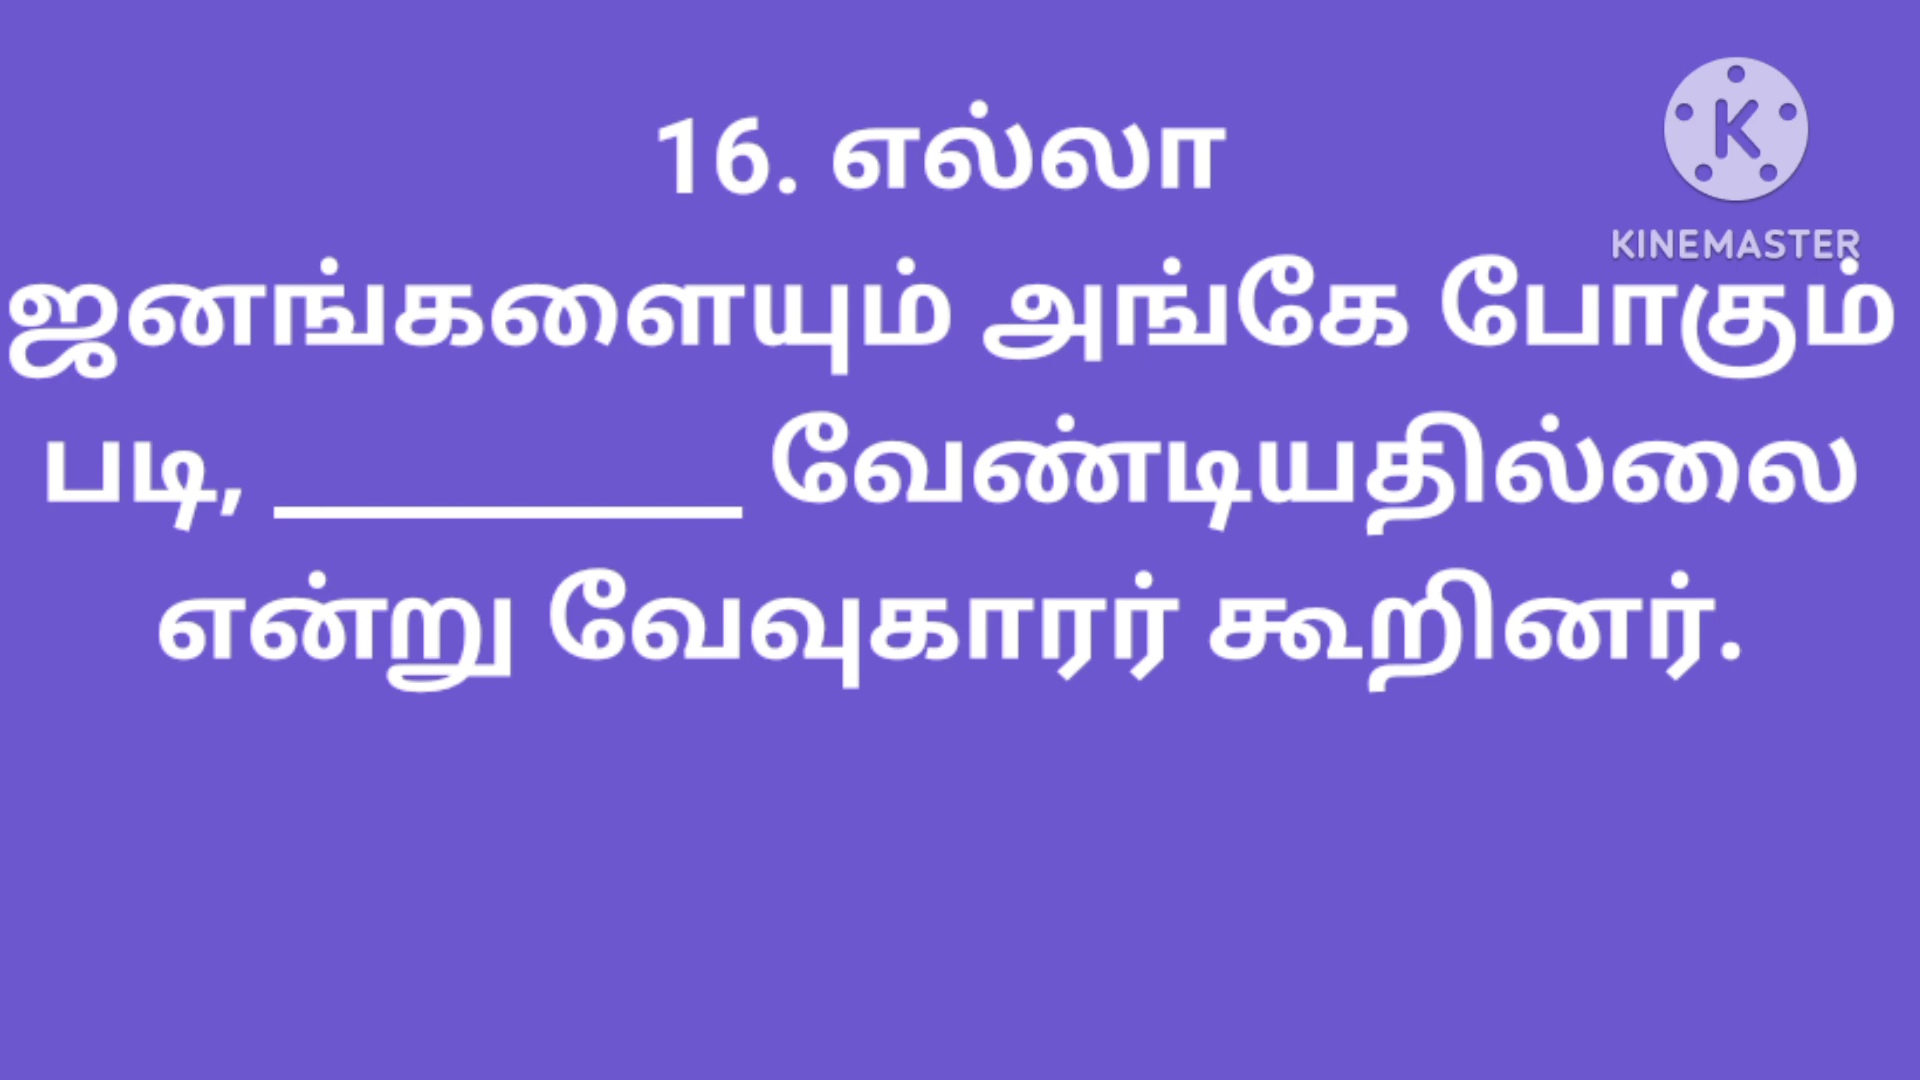 16. எல்லா
KINEMASTER
ஜனங்களையும் அங்கே போகும்
படி, __________ வேண்டியதில்லை
என்று வேவுகாரர் கூறினர்.